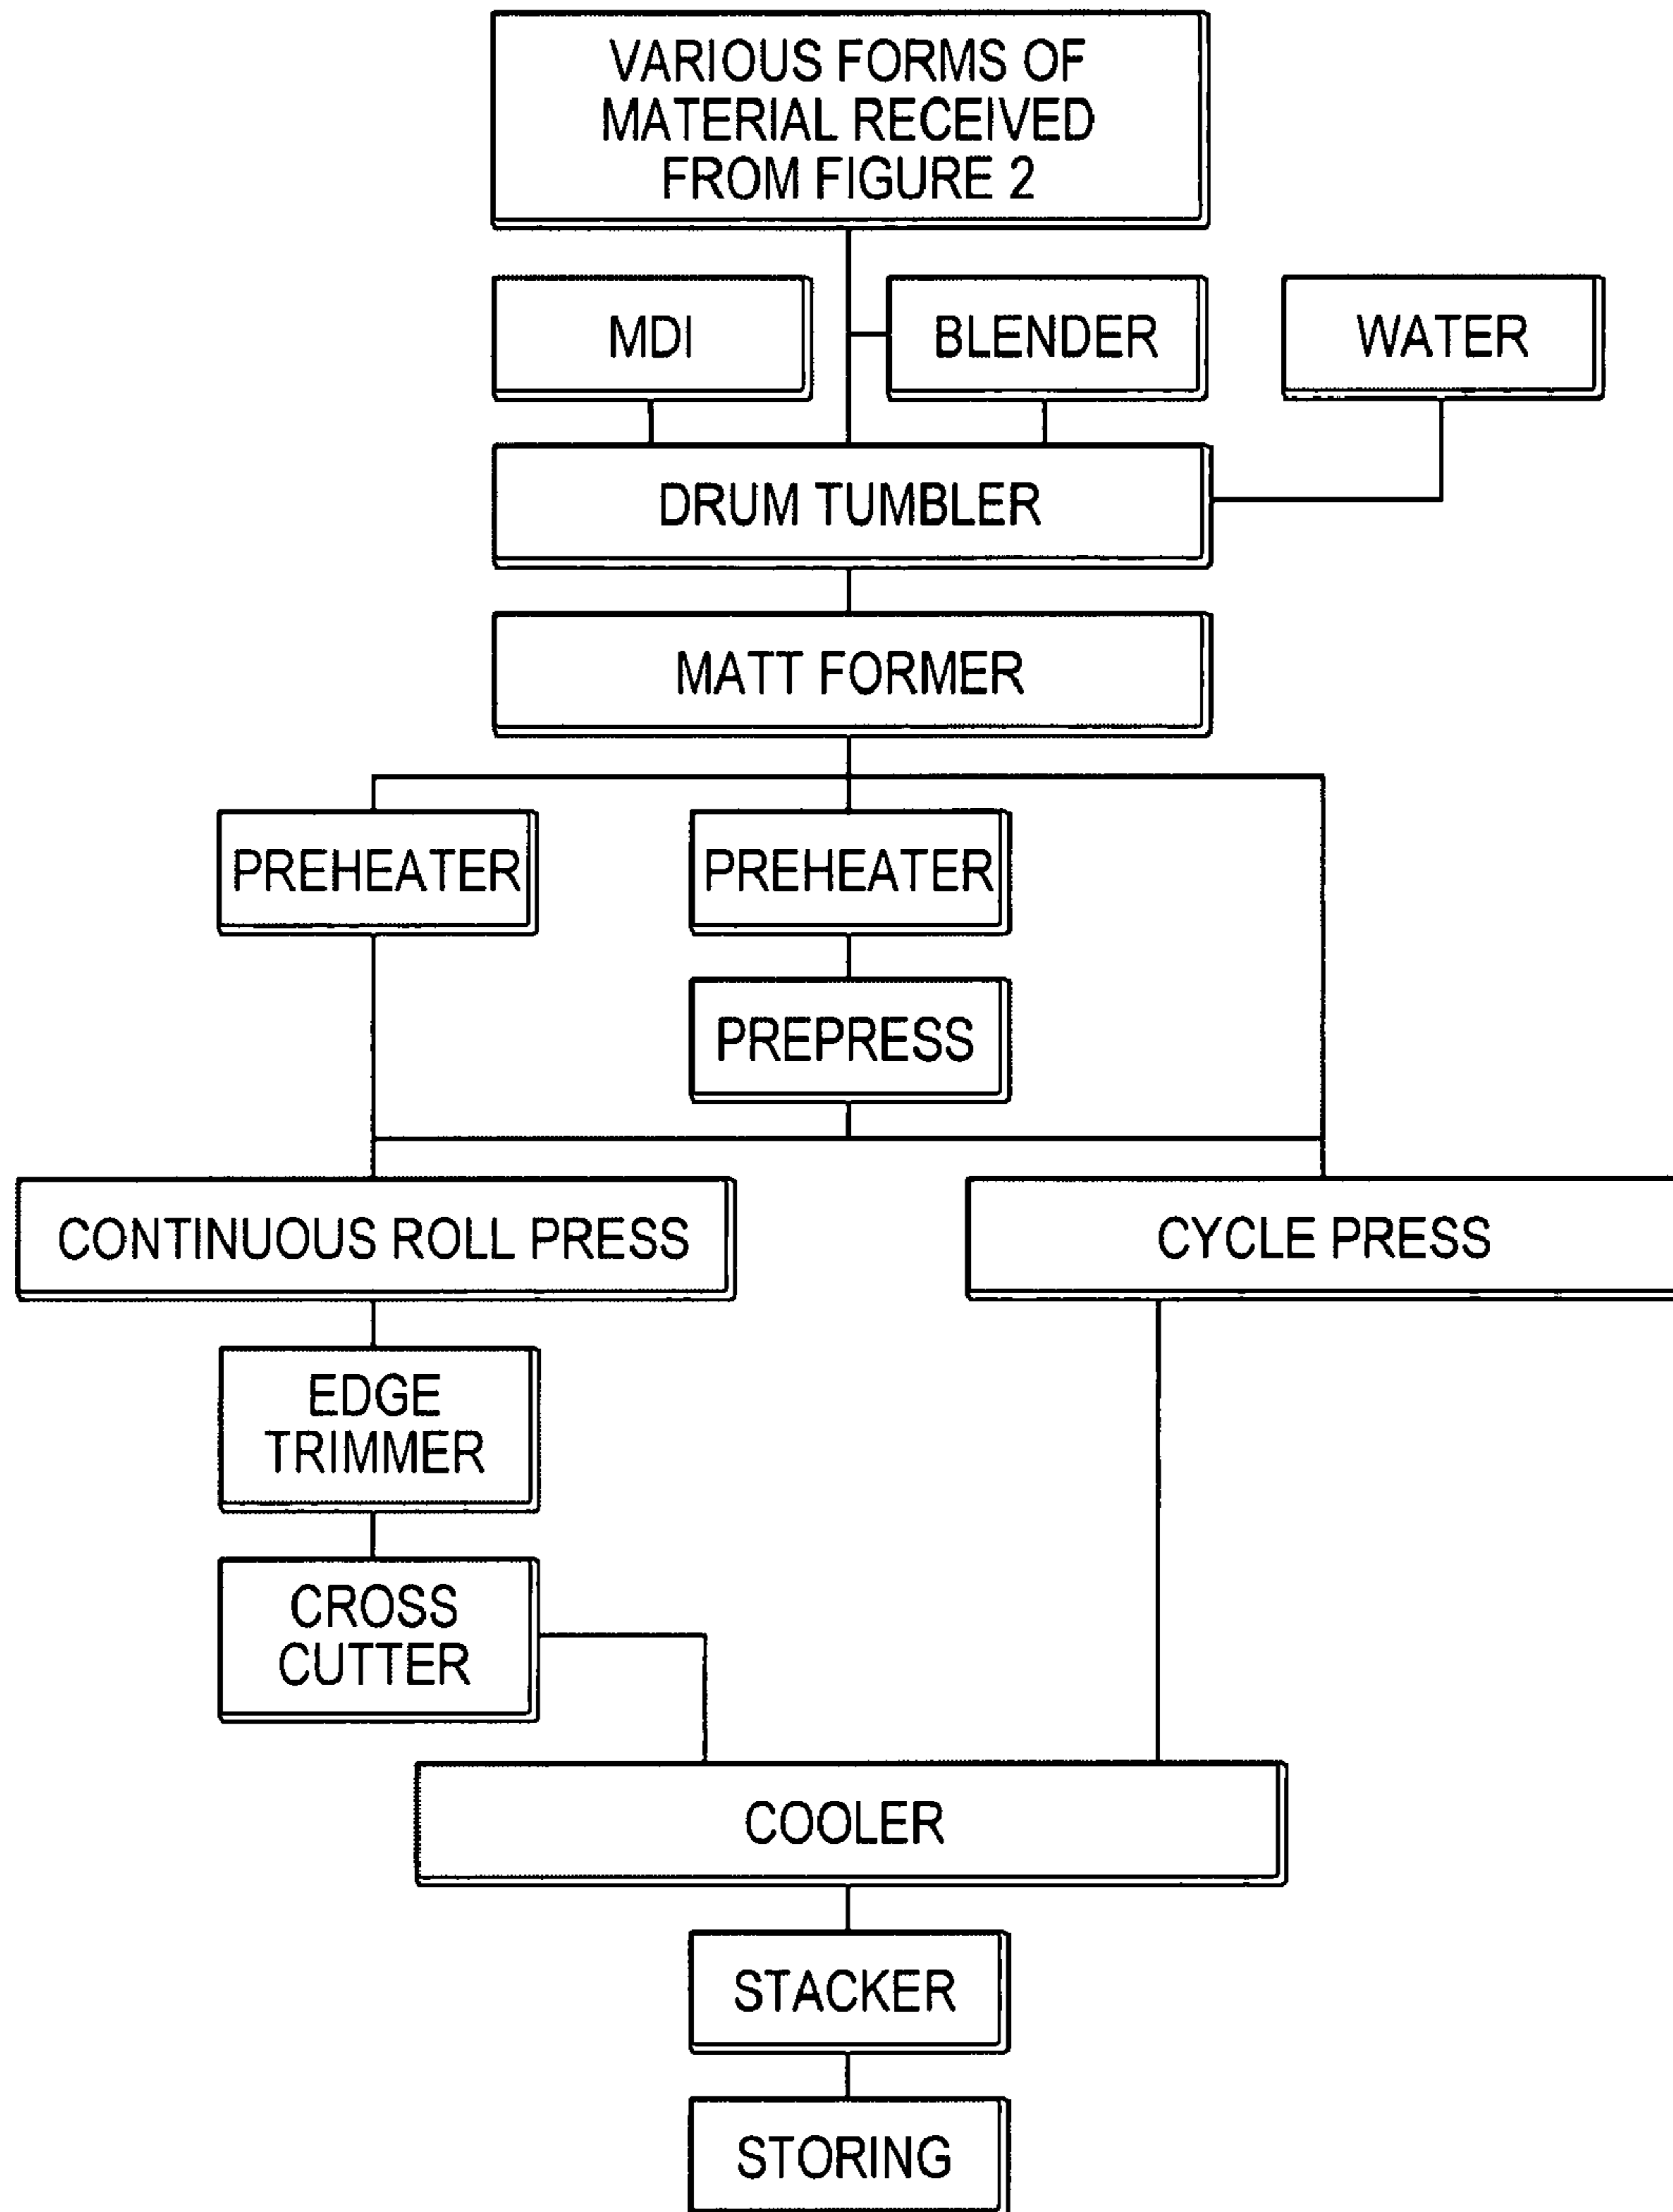 VARIOUS FORMS OF
MATERIAL RECEIVED
FROM FIGURE 2
MDI
BLENDER
WATER
DRUM TUMBLER
MATT FORMER
PREHEATER
PREHEATER
PREPRESS
CONTINUOUS ROLL PRESS
CYCLE PRESS
EDGE
TRIMMER
CROSS
CUTTER
COOLER
STACKER
STORING